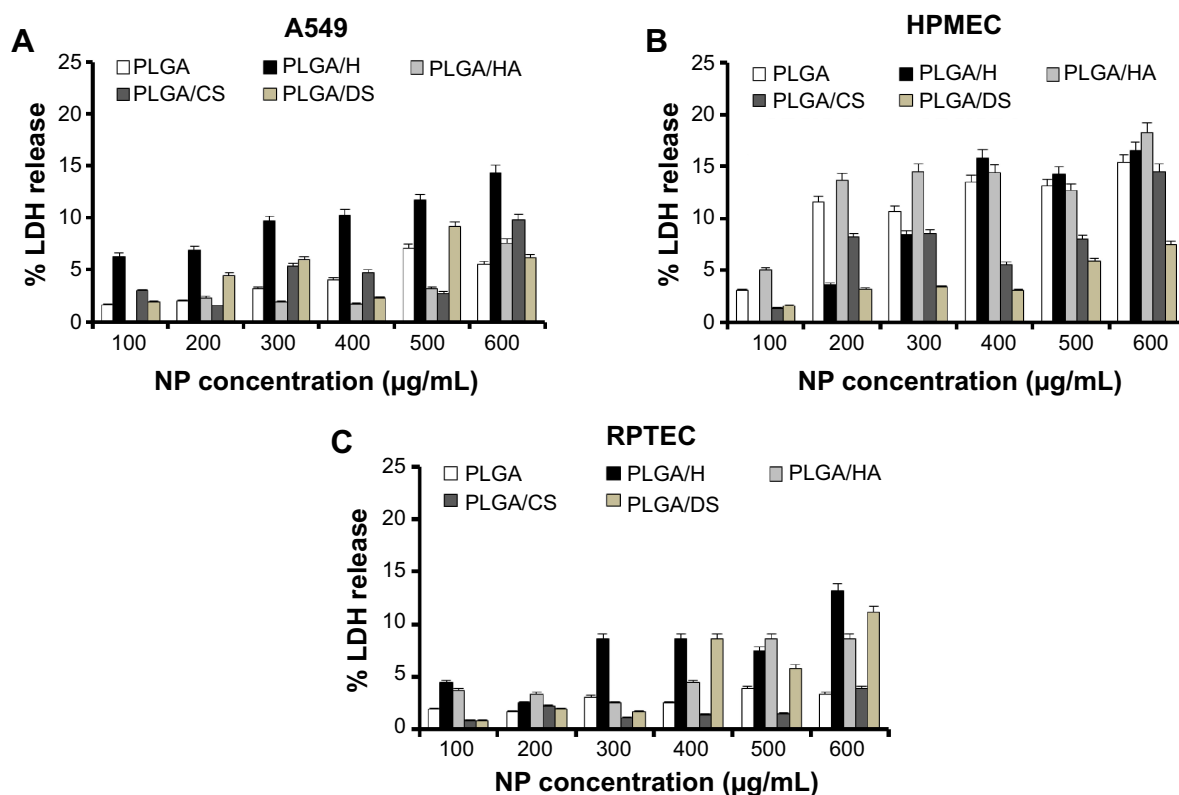 A
A549
PLGA PLGA/H PLGA/HA
PLGA/CS PLGA/DS
% LDH release
25
20
15
10
5
0
100 200 300 400 500 600
NP concentration (µg/mL)
B
HPMEC
PLGA PLGA/H PLGA/HA
PLGA/CS PLGA/DS
% LDH release
25
20
15
10
5
0
100 200 300 400 500 600
NP concentration (µg/mL)
C
RPTEC
PLGA PLGA/H PLGA/HA
PLGA/CS PLGA/DS
% LDH release
25
20
15
10
5
0
100 200 300 400 500 600
NP concentration (µg/mL)